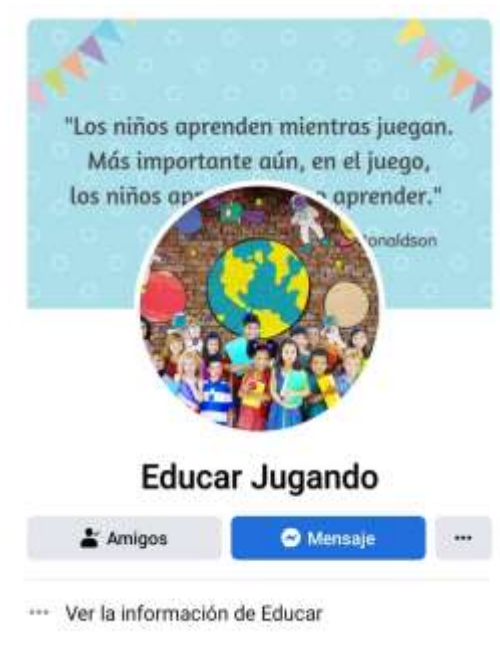 "Los niños aprenden mientras juegan.
Más importante aún, en el juego,
los niños aprender."
Donaldson
Educar Jugando
Amigos
Mensaje
Ver la información de Educar